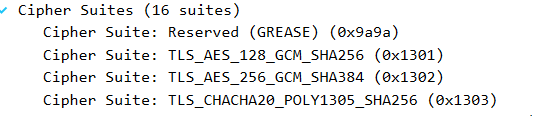 Cipher Suites (16 suites)
Cipher Suite: Reserved (GREASE) (0x9a9a)
Cipher Suite: TLS_AES_128_GCM_SHA256 (0x1301)
Cipher Suite: TLS_AES_256_GCM_SHA384 (0x1302)
Cipher Suite: TLS_CHACHA20_POLY1305_SHA256 (0x1303)